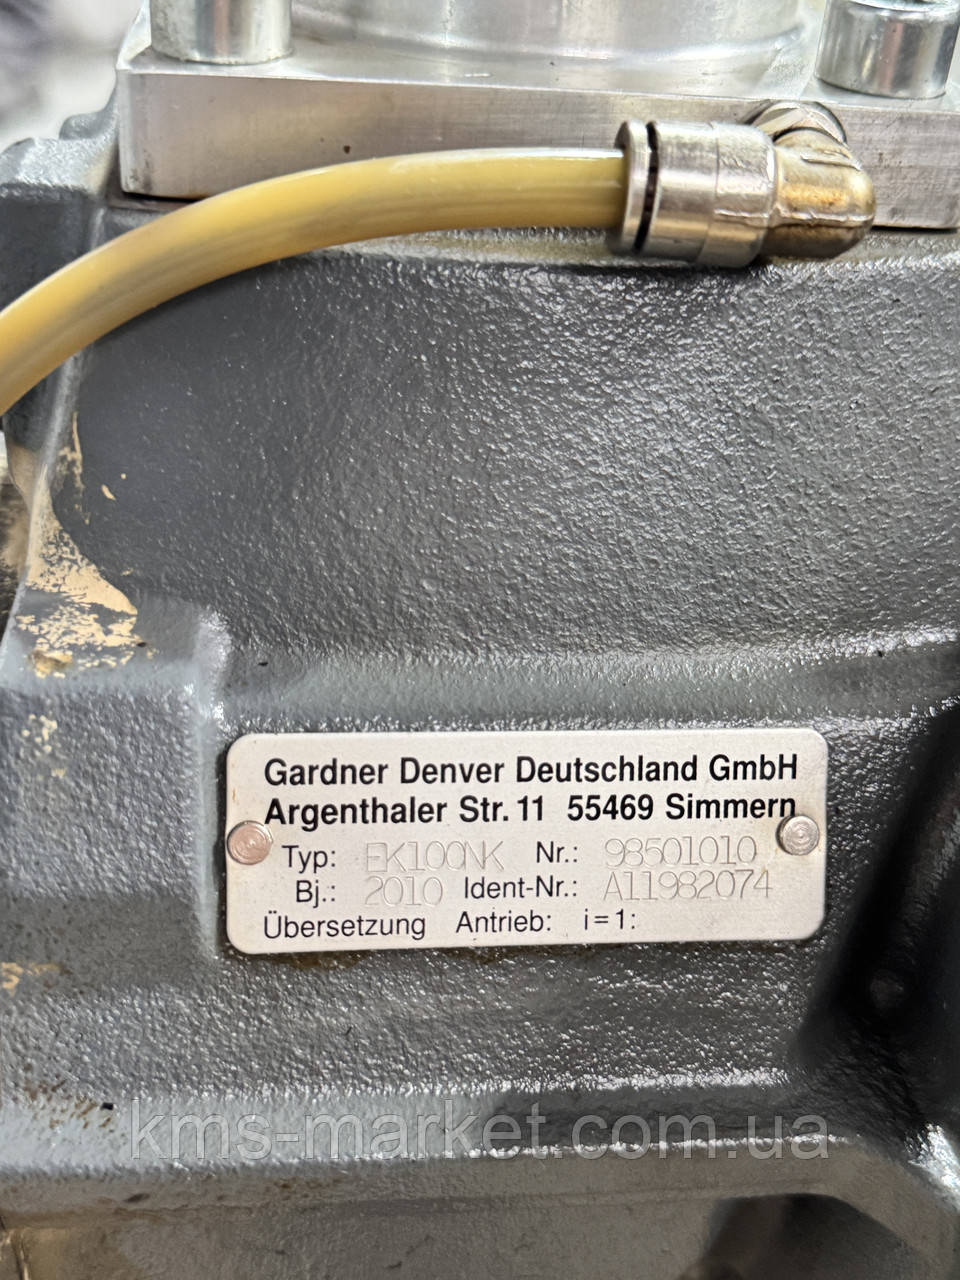 Gardner Denver Deutschland GmbH
Argenthaler Str. 11 55469 Simmern
Typ: EK100NK Nr.: 98501010
Bj.: 2010 Ident-Nr.: A11982074
Übersetzung Antrieb: i=1:
kms-market.com.ua